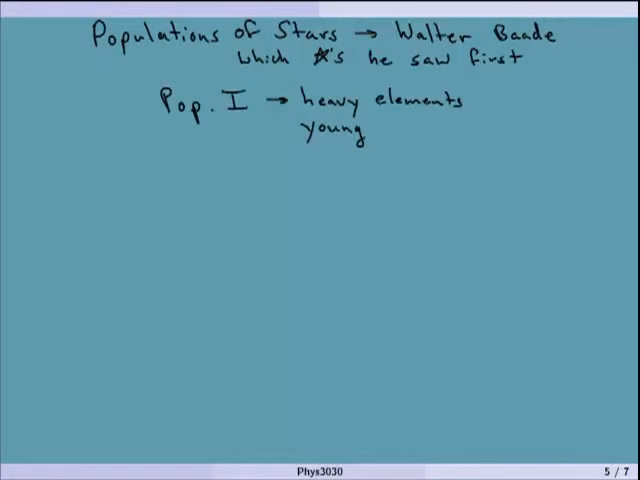 Populations of Stars → Walter Baade
which ☆'s he saw first
Pop. I → heavy elements
young
Phys3030
5 / 7